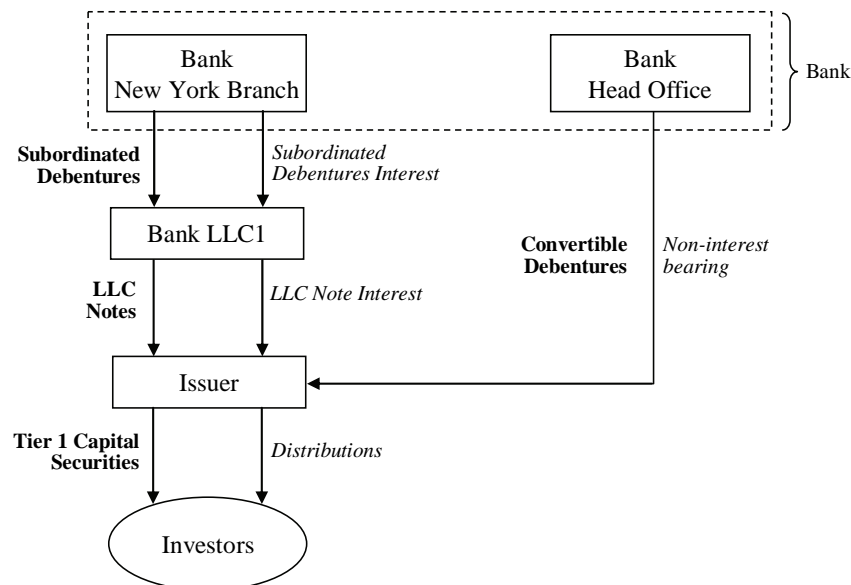 Bank
New York Branch
Bank
Head Office
Bank
Subordinated
Debentures
Subordinated
Debentures Interest
Bank LLC1
Convertible
Debentures
Non-interest
bearing
LLC
Notes
LLC Note Interest
Issuer
Tier 1 Capital
Securities
Distributions
Investors